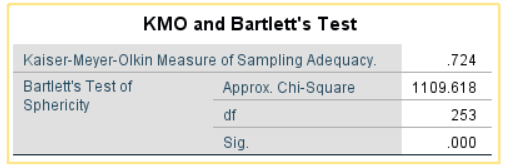 KMO and Bartlett's Test
Kaiser-Meyer-Olkin Measure of Sampling Adequacy. .724
Bartlett's Test of Sphericity Approx. Chi-Square 1109.618
df 253
Sig. .000